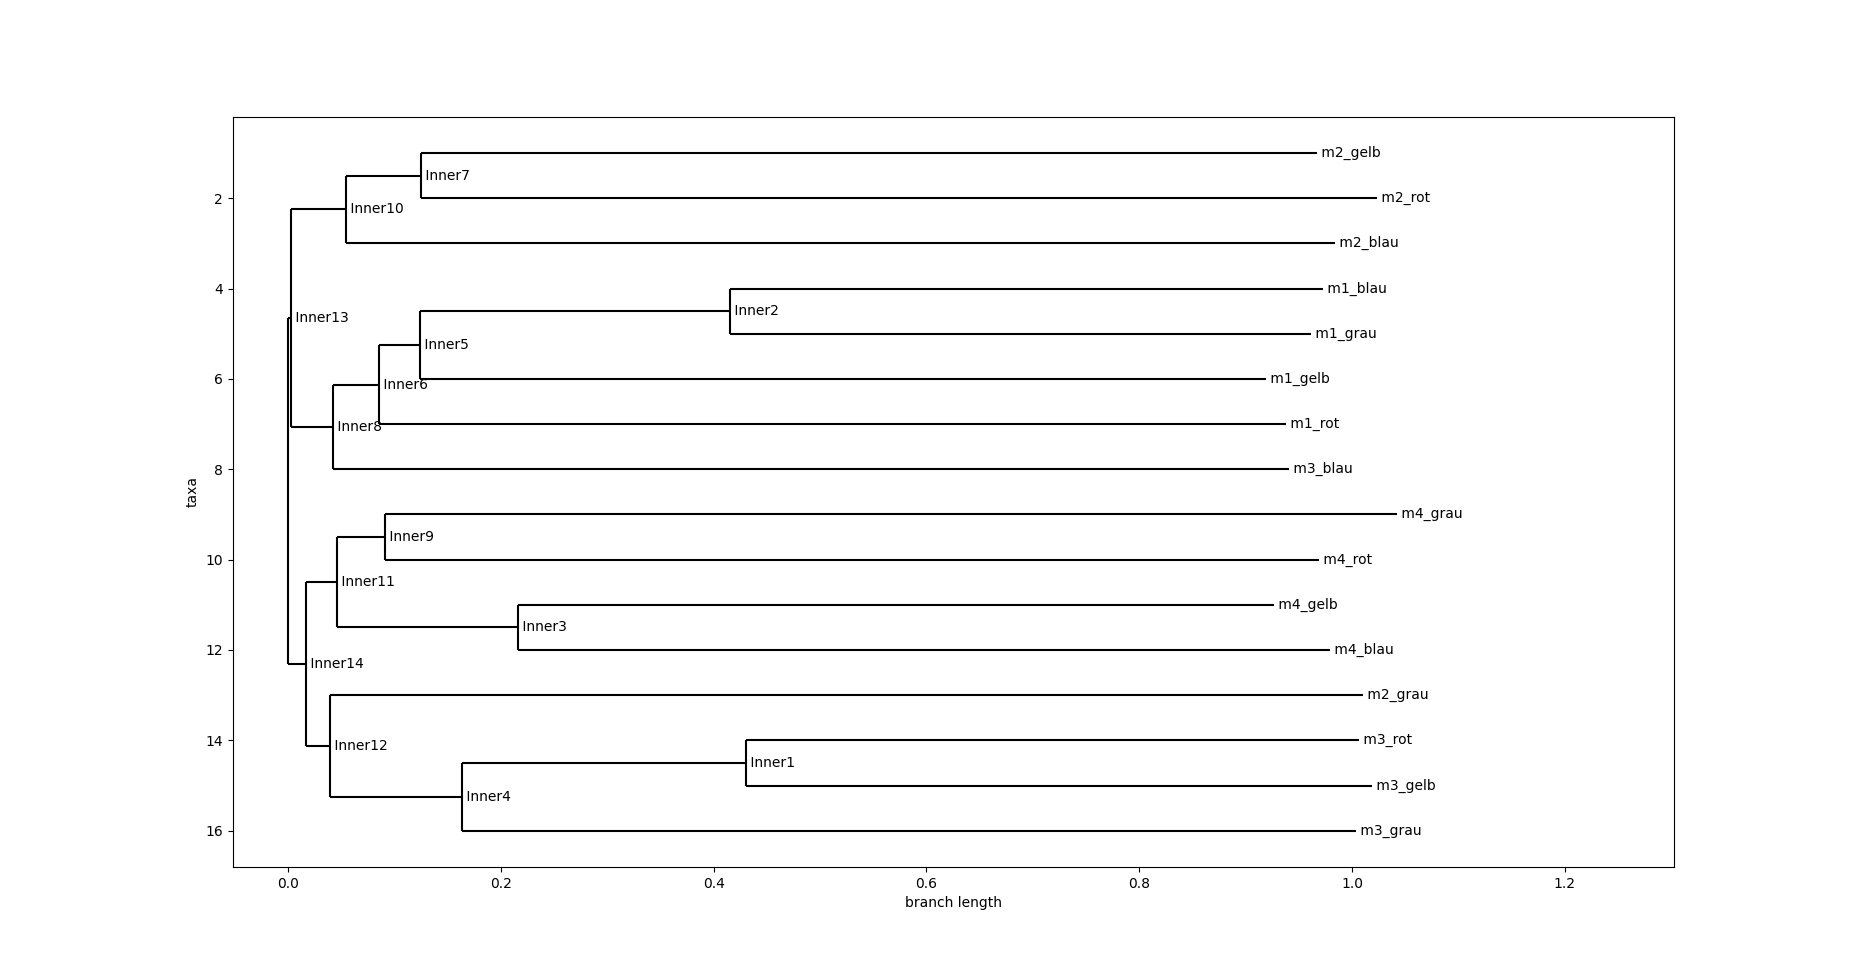 m2_gelb
Inner7
2
m2_rot
Inner10
m2_blau
4
m1_blau
Inner2
Inner13
m1_grau
Inner5
6
m1_gelb
Inner6
m1_rot
Inner8
8
m3_blau
taxa
m4_grau
Inner9
10
m4_rot
Inner11
m4_gelb
Inner3
12
m4_blau
Inner14
m2_grau
14
m3_rot
Inner12
Inner1
m3_gelb
Inner4
16
m3_grau
0.0 0.2 0.4 0.6 0.8 1.0 1.2
branch length